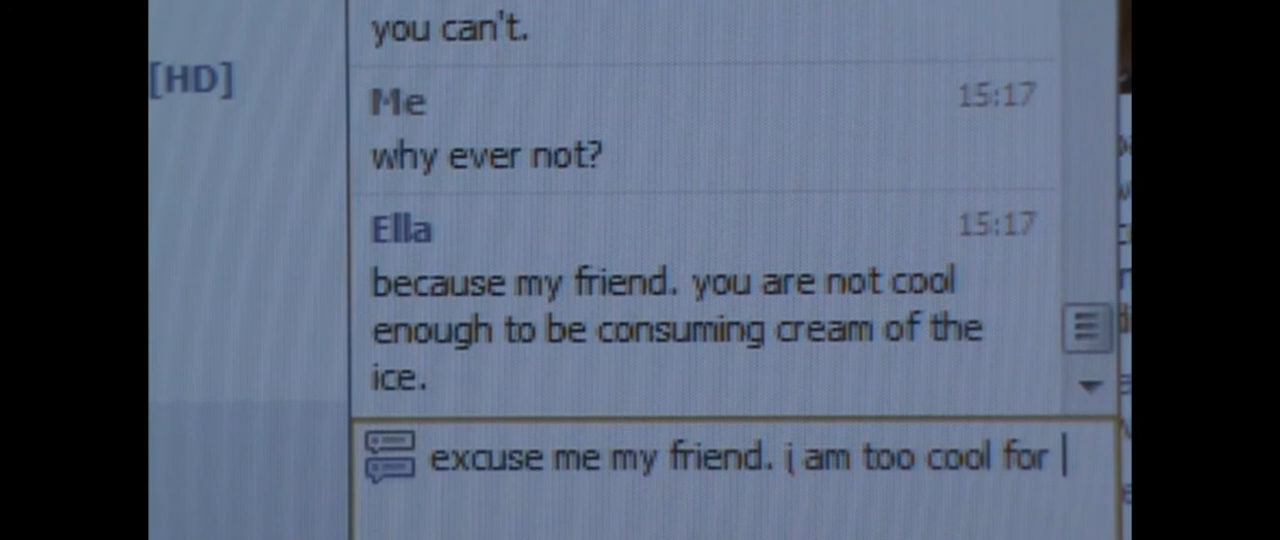 you can't.
[HD]
Me 15:17
why ever not?
Ella 15:17
because my friend. you are not cool
enough to be consuming cream of the
ice.
excuse me my friend. i am too cool for